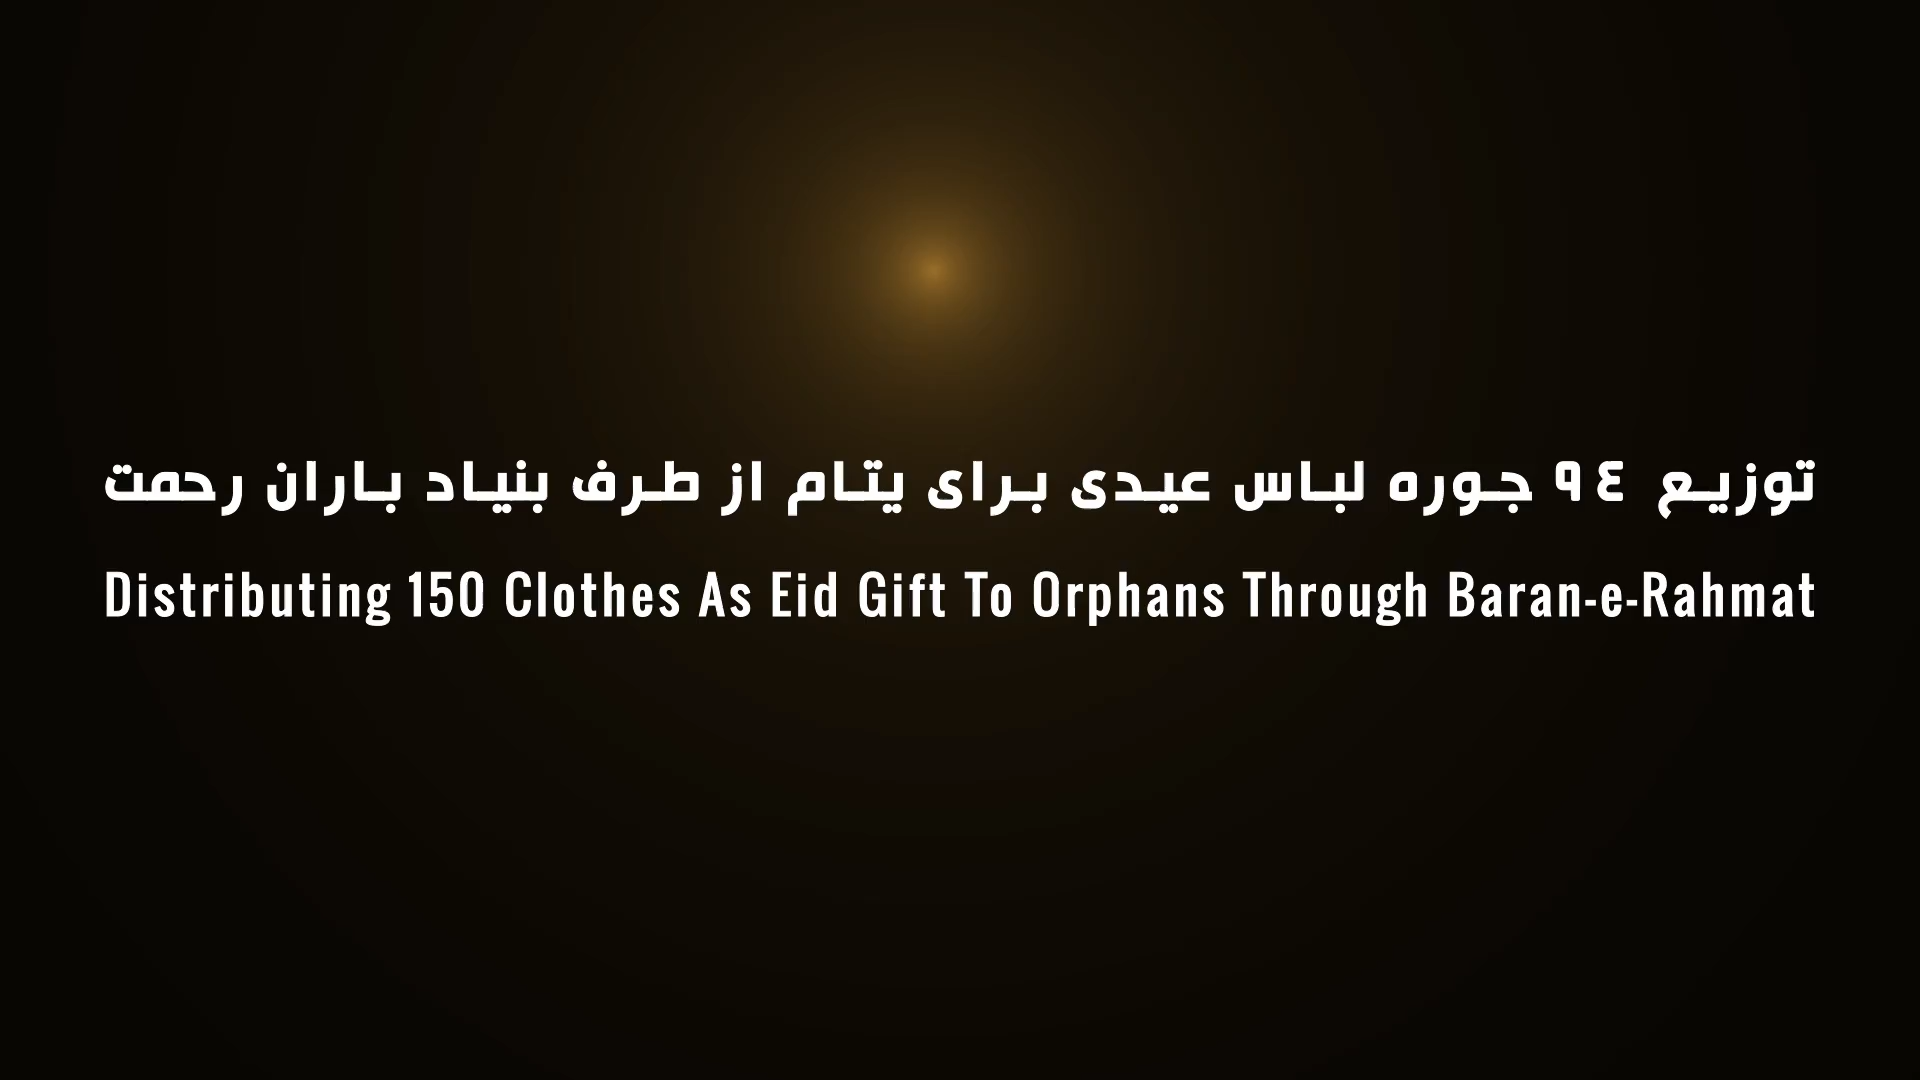 توزیع ٩٤ جوره لباس عیدی برای یتام از طرف بنیاد باران رحمت
Distributing 150 Clothes As Eid Gift To Orphans Through Baran-e-Rahmat